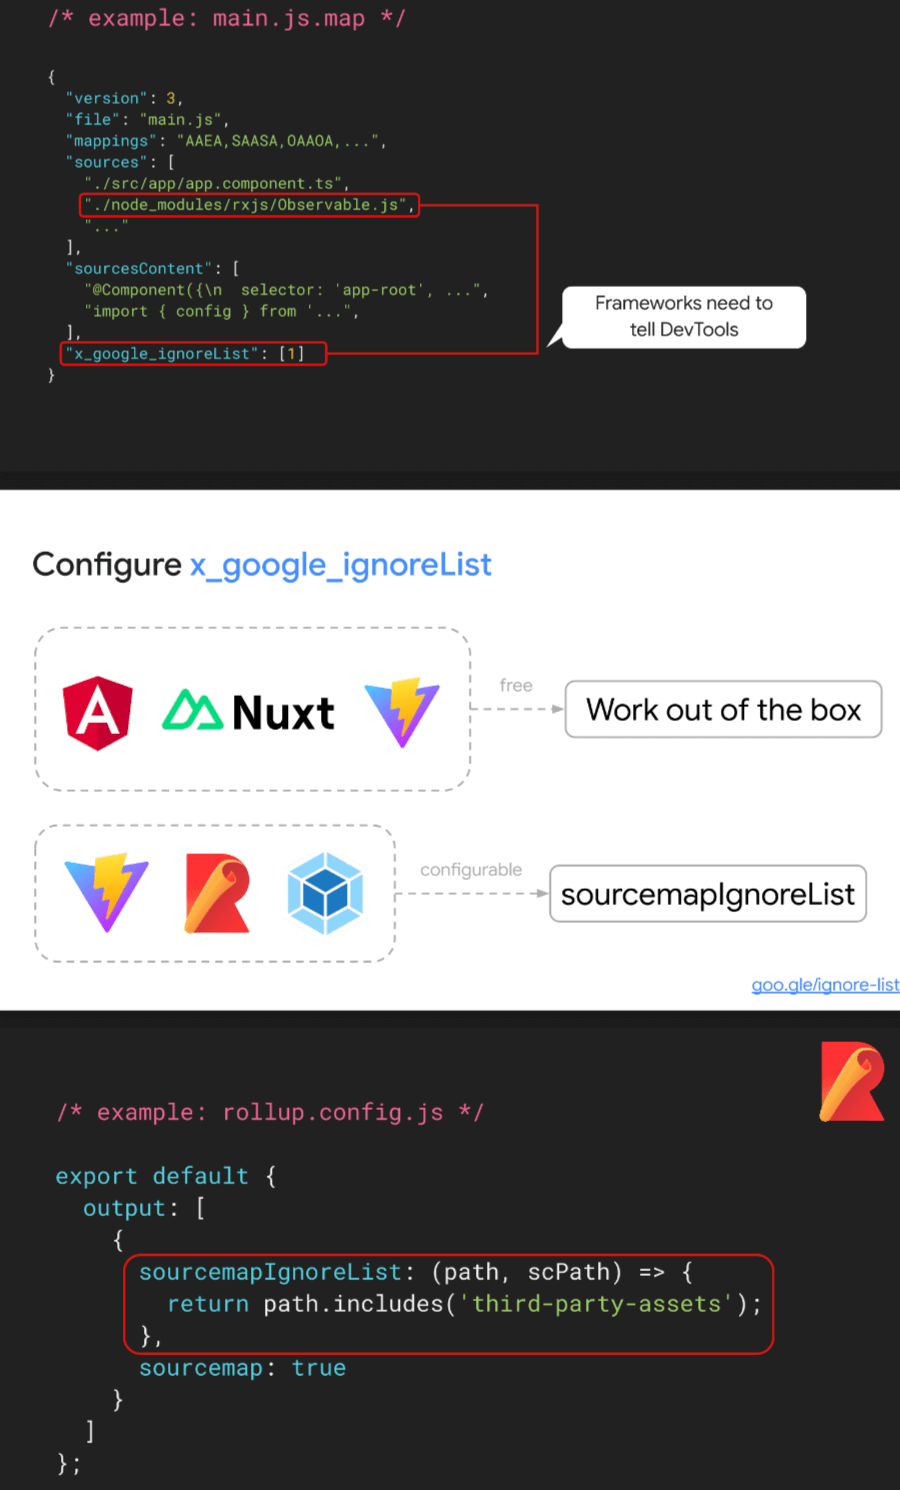 /* example: main.js.map */
{
"version": 3,
"file": "main.js",
"mappings": "AAEA,SAASA,OAAOA,...",
"sources": [
"./src/app/app.component.ts",
"./node_modules/rxjs/Observable.js",
"..."
],
"sourcesContent": [
"@Component({\n  selector: 'app-root', ...",
"import { config } from '...",
],
"x_google_ignoreList": [1]
}
Frameworks need to
tell DevTools
Configure x_google_ignoreList
Nuxt
free
Work out of the box
configurable
sourcemapIgnoreList
goo.gle/ignore-list
/* example: rollup.config.js */
export default {
output: [
{
sourcemapIgnoreList: (path, scPath) => {
return path.includes('third-party-assets');
},
sourcemap: true
}
]
};